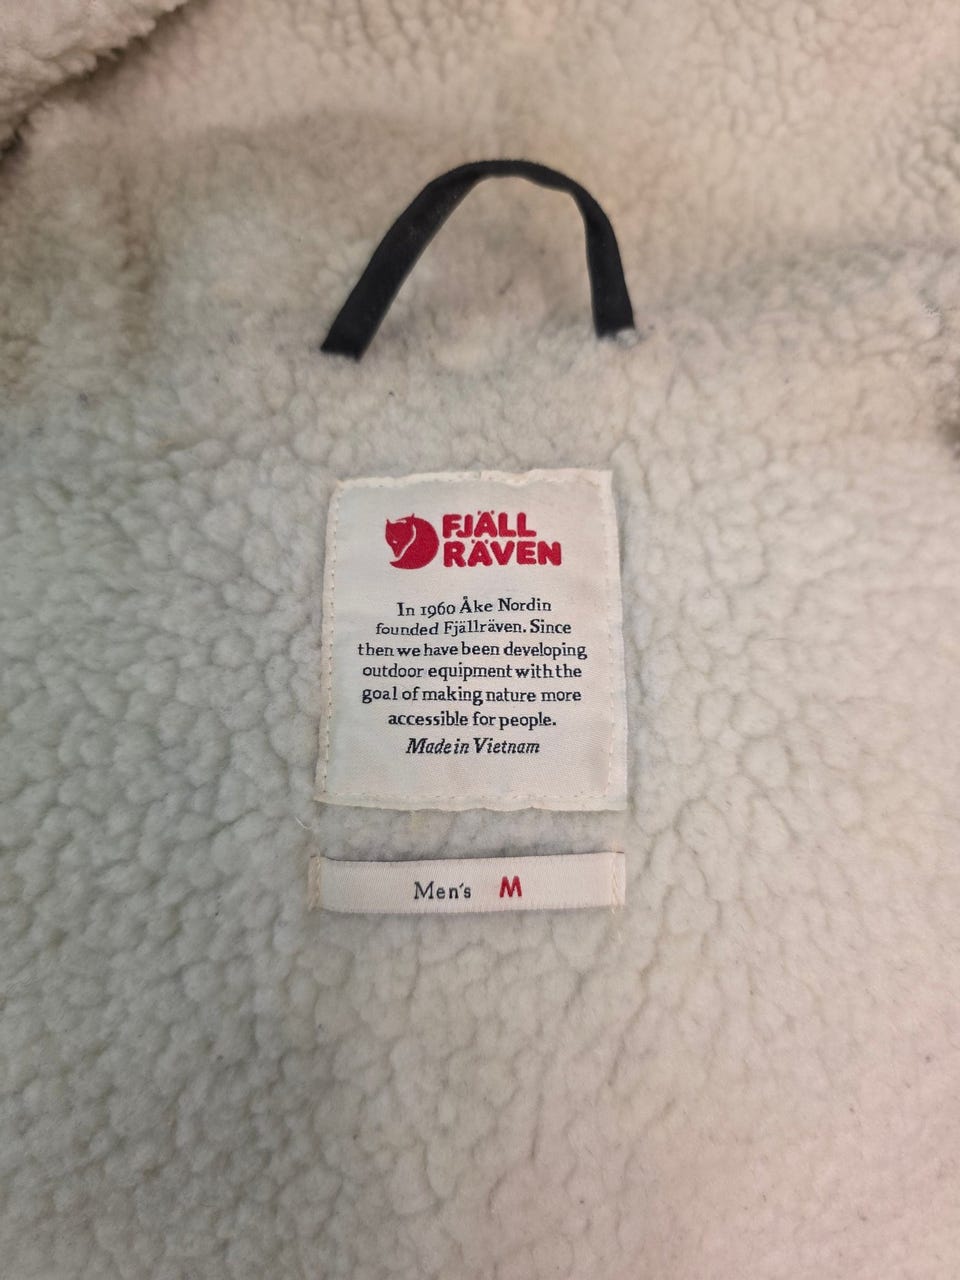 FJÄLL
RÄVEN
In 1960 Åke Nordin
founded Fjällräven. Since
then we have been developing
outdoor equipment with the
goal of making nature more
accessible for people.
Made in Vietnam
Men's M